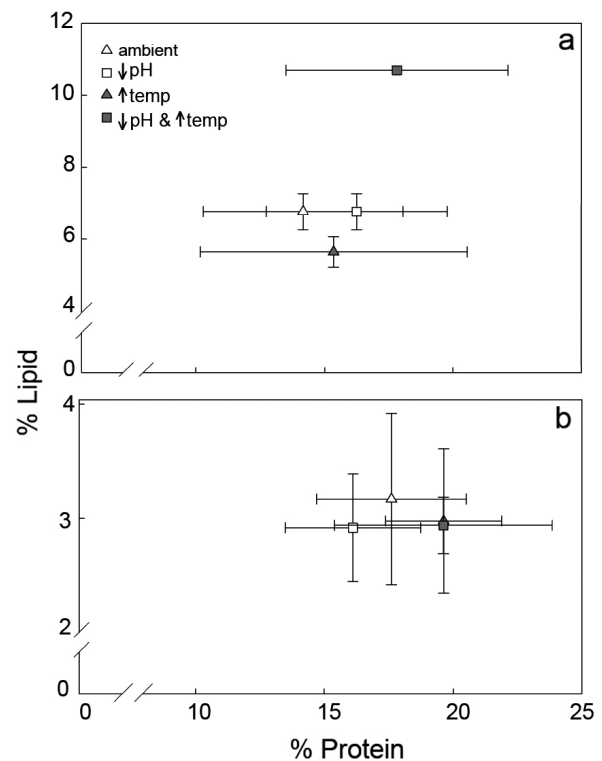 12
a
△ ambient
□ ↓pH
10
▲ ↑temp
■ ↓pH & ↑temp
8
6
4
0
% Lipid
4
b
3
2
0
0 10 15 20 25
% Protein